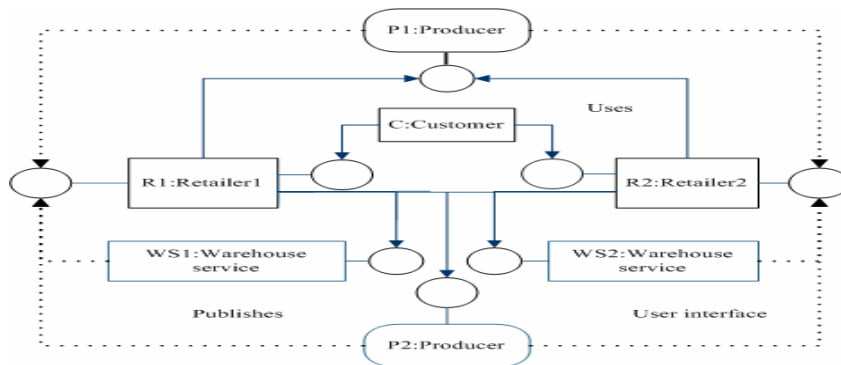 P1:Producer
Uses
C:Customer
R1:Retailer1
R2:Retailer2
WS1:Warehouse
service
WS2:Warehouse
service
Publishes
User interface
P2:Producer